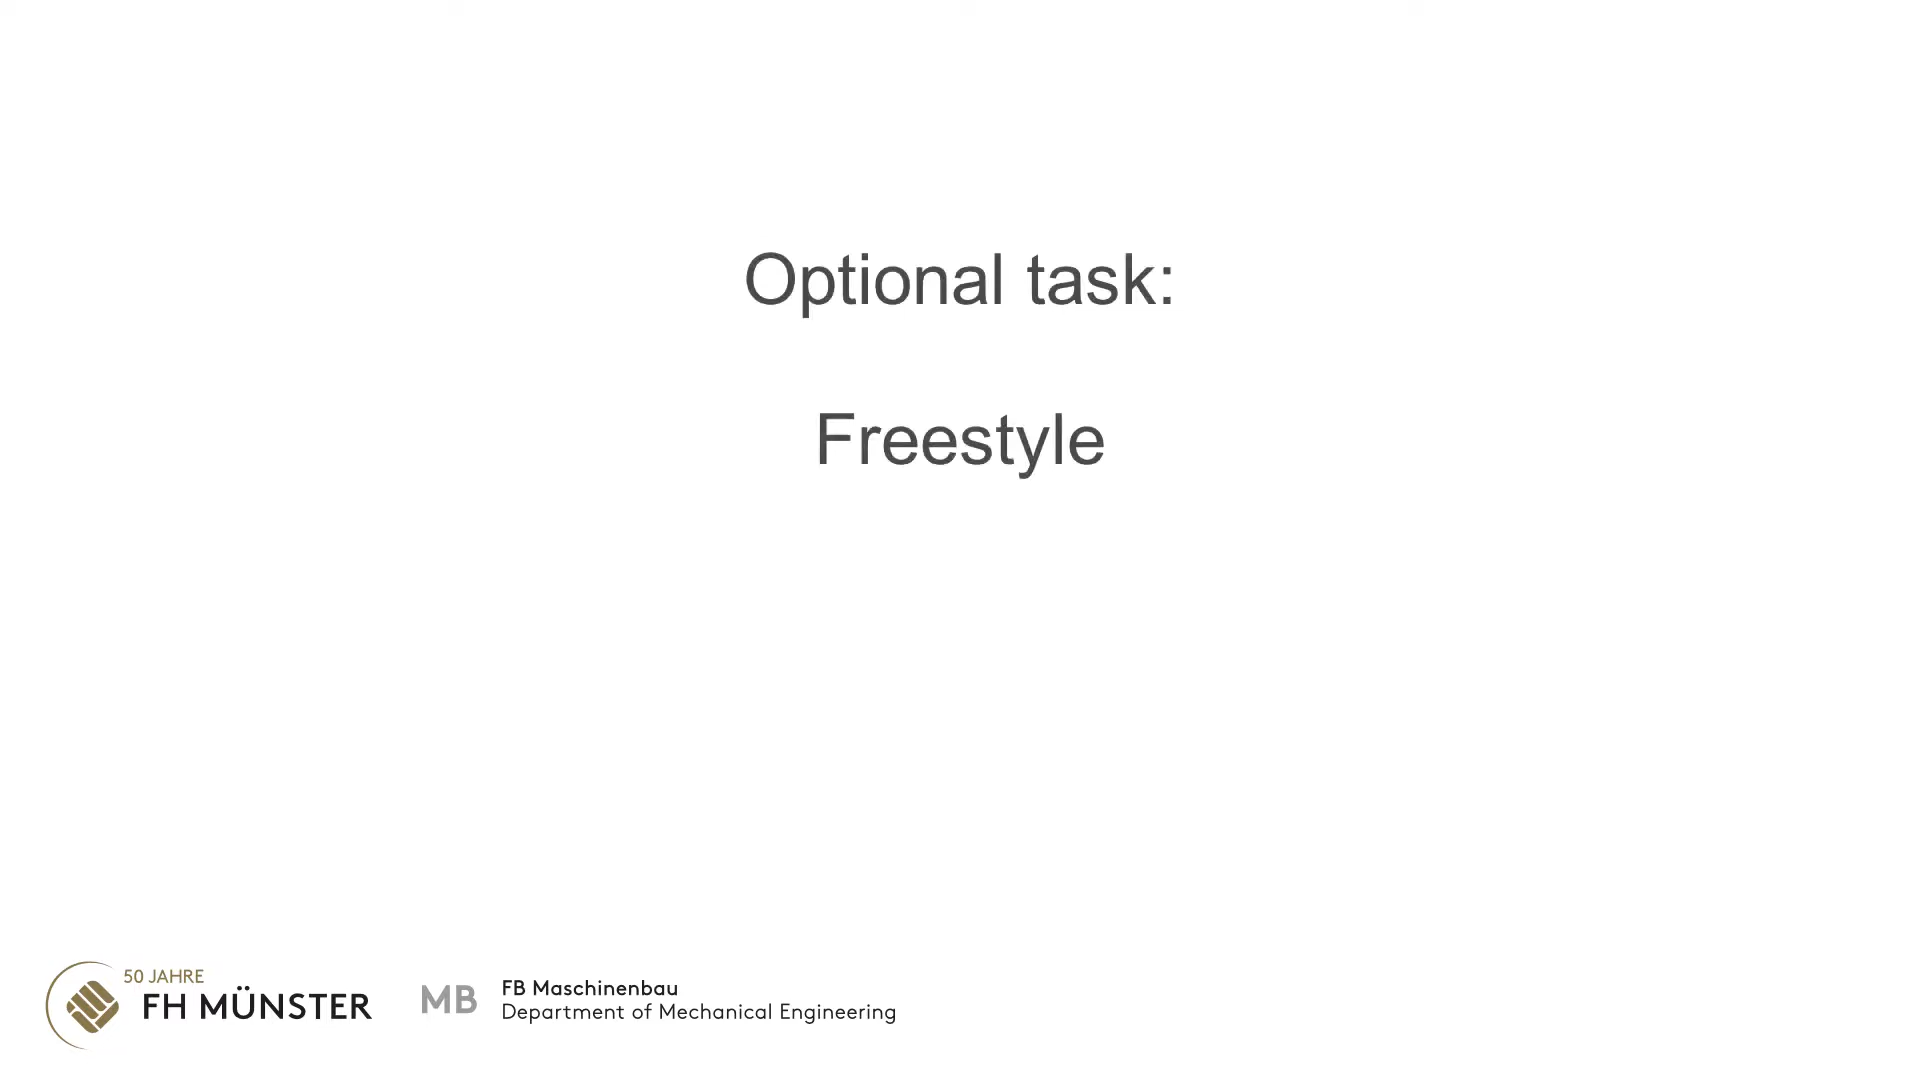 Optional task:
Freestyle
50 JAHRE
FH MÜNSTER
MB
FB Maschinenbau
Department of Mechanical Engineering